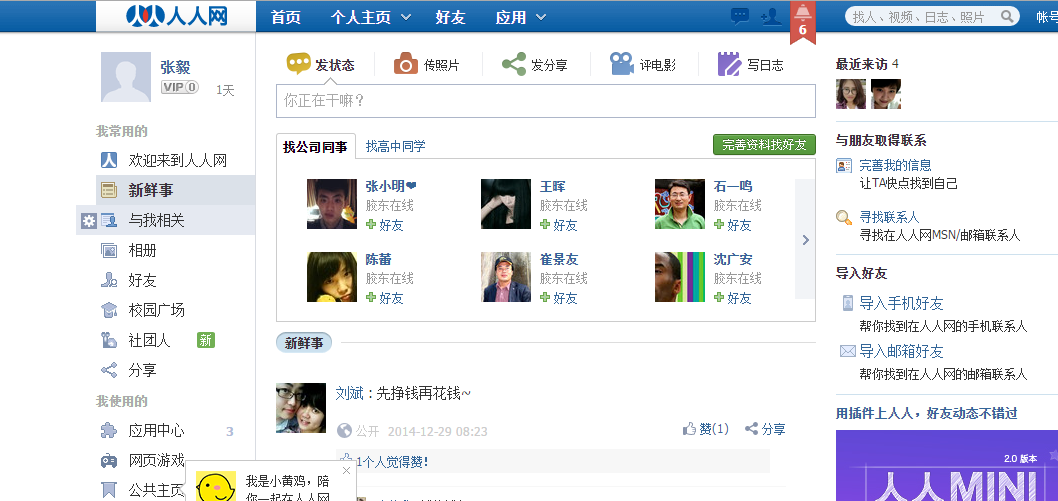 人人网 首页 个人主页 好友 应用 6 找人、视频、日志、照片 帐号
张毅
VIP 0 1天
我常用的
欢迎来到人人网
新鲜事
与我相关
相册
好友
校园广场
社团人 新
分享
我使用的
应用中心 3
网页游戏
公共主页
发状态 传照片 发分享 评电影 写日志
你正在干嘛？
找公司同事 找高中同学 完善资料找好友
张小明❤ 王晖 石一鸣
胶东在线 胶东在线 胶东在线
好友 好友 好友
陈蕾 崔景友 沈广安
胶东在线 胶东在线 胶东在线
好友 好友 好友
新鲜事
刘斌：先挣钱再花钱~
公开 2014-12-29 08:23 赞(1) 分享
1个人觉得赞!
我是小黄鸡，陪
你一起在人人网
最近来访 4
与朋友取得联系
完善我的信息
让TA快点找到自己
寻找联系人
寻找在人人网MSN/邮箱联系人
导入好友
导入手机好友
帮你找到在人人网的手机联系人
导入邮箱好友
帮你找到在人人网的邮箱联系人
用插件上人人，好友动态不错过
2.0 版本
人人MINI